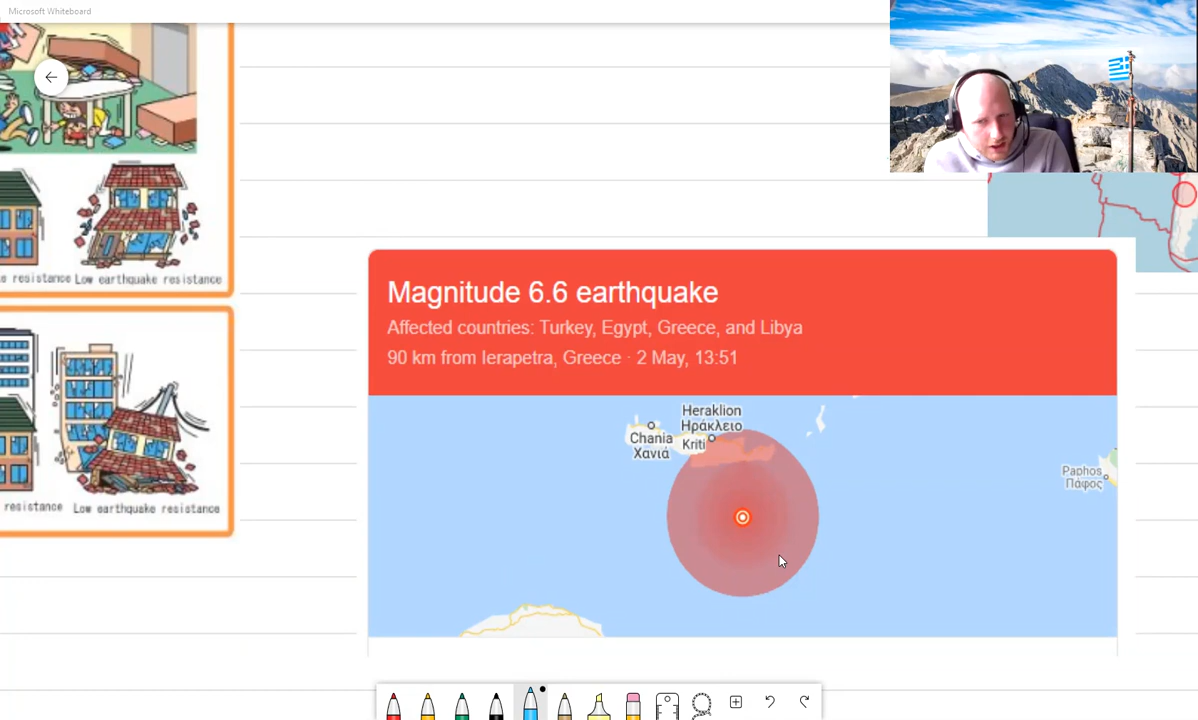 Microsoft Whiteboard
resistance Low earthquake resistance
resistance Low earthquake resistance
Magnitude 6.6 earthquake
Affected countries: Turkey, Egypt, Greece, and Libya
90 km from Ierapetra, Greece · 2 May, 13:51
Heraklion
Ηράκλειο
Chania
Χανιά
Kriti
Paphos
Πάφος